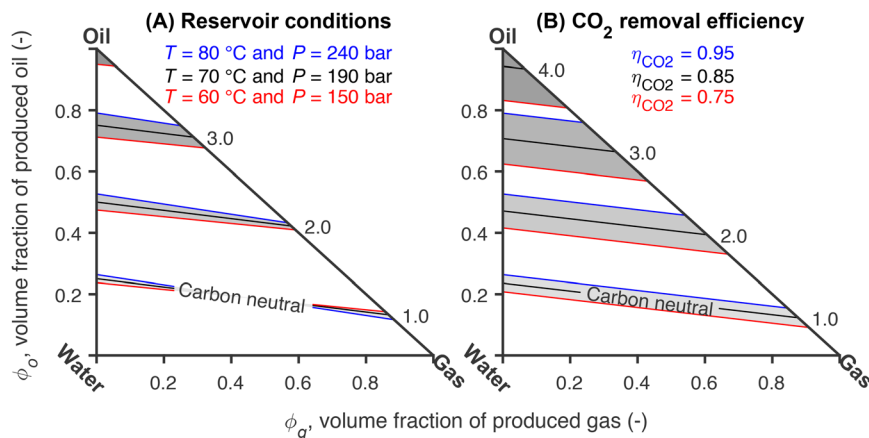 (A) Reservoir conditions
Oil
T = 80 °C and P = 240 bar
T = 70 °C and P = 190 bar
T = 60 °C and P = 150 bar
3.0
2.0
1.0
Carbon neutral
0.8
0.6
0.4
0.2
Water
0.2
0.4
0.6
0.8
Gas
ϕo, volume fraction of produced oil (-)
(B) CO2 removal efficiency
Oil
ηCO2 = 0.95
ηCO2 = 0.85
ηCO2 = 0.75
4.0
3.0
2.0
1.0
Carbon neutral
0.8
0.6
0.4
0.2
Water
0.2
0.4
0.6
0.8
Gas
ϕg, volume fraction of produced gas (-)